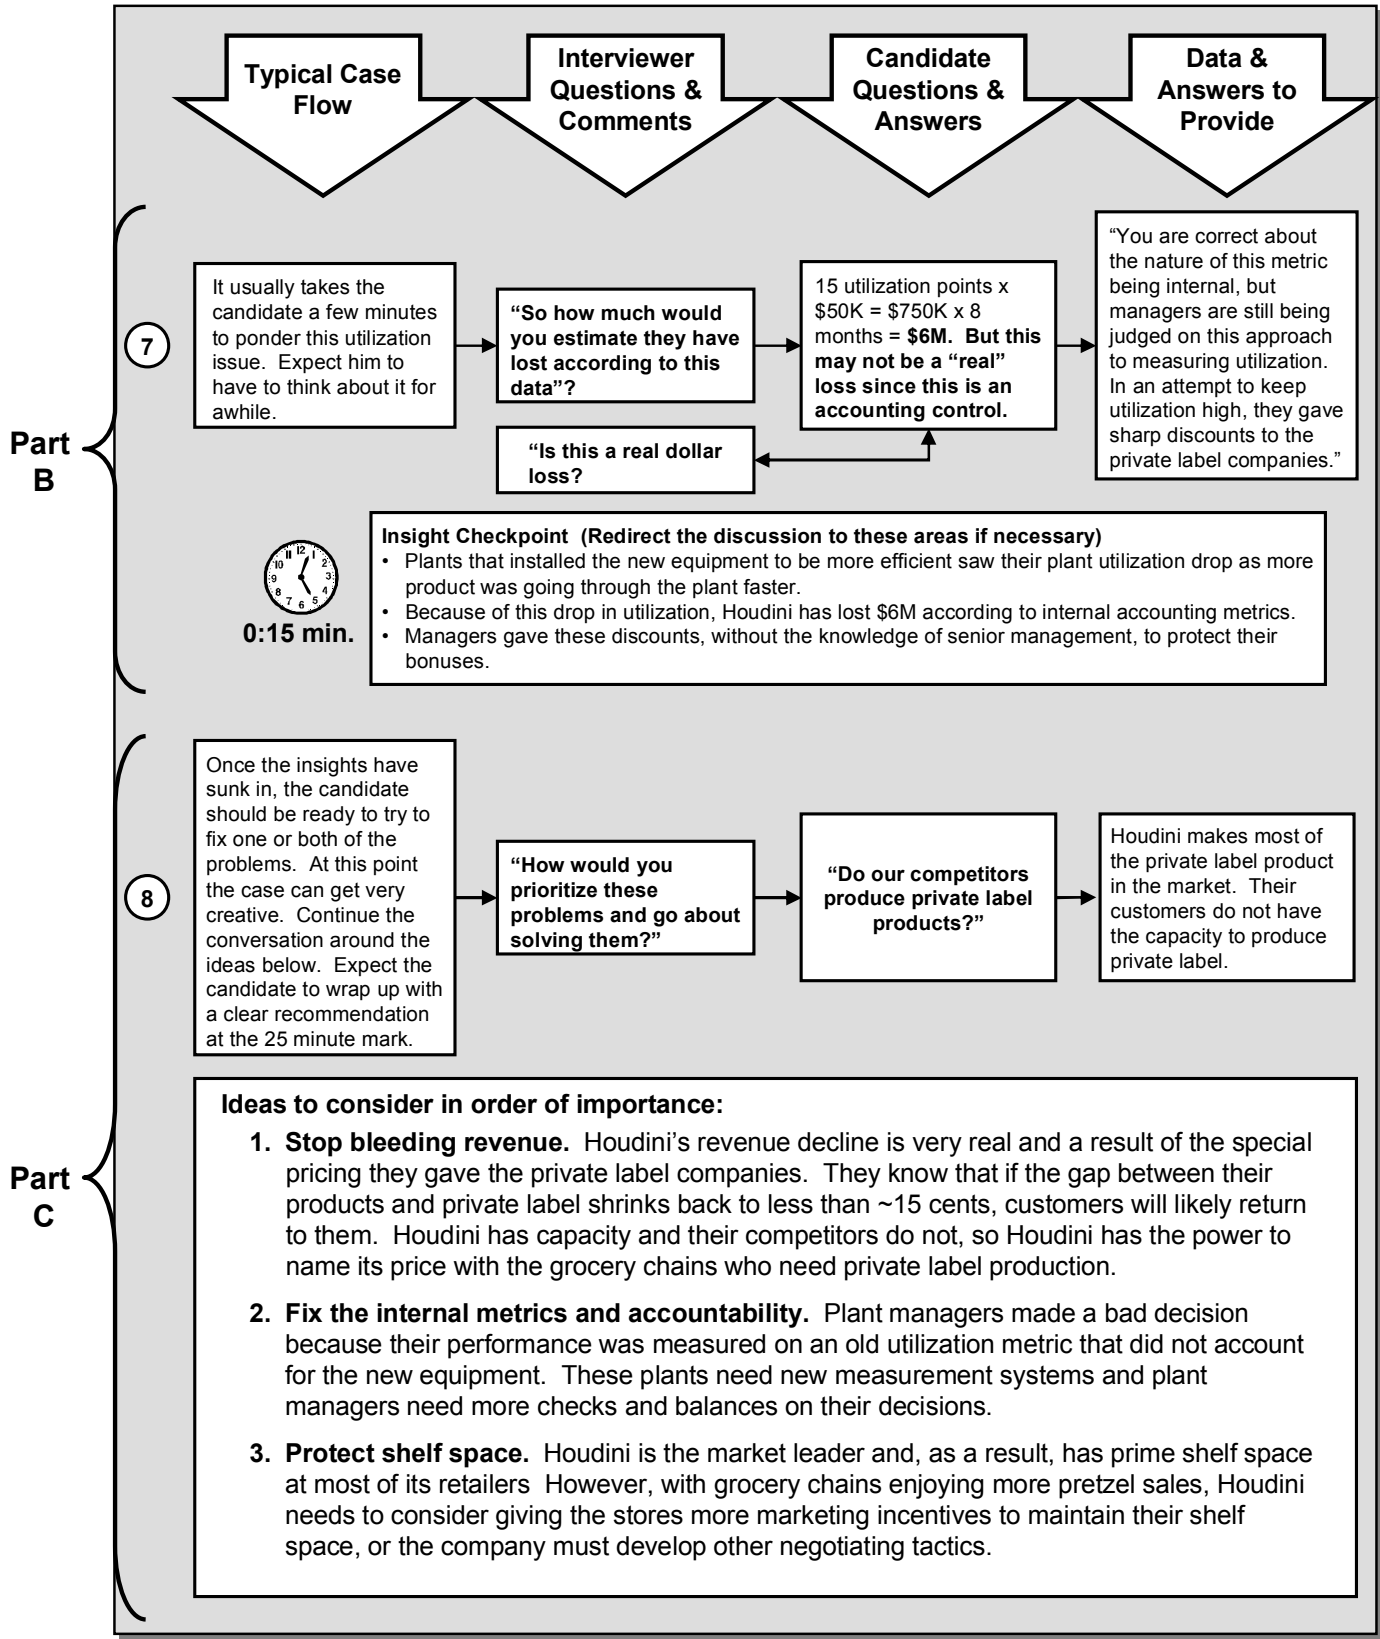 Typical Case
Flow
Interviewer
Questions &
Comments
Candidate
Questions &
Answers
Data &
Answers to
Provide
Part
B
7
It usually takes the
candidate a few minutes
to ponder this utilization
issue. Expect him to
have to think about it for
awhile.
“So how much would
you estimate they have
lost according to this
data”?
“Is this a real dollar
loss?
15 utilization points x
$50K = $750K x 8
months = $6M. But this
may not be a “real”
loss since this is an
accounting control.
“You are correct about
the nature of this metric
being internal, but
managers are still being
judged on this approach
to measuring utilization.
In an attempt to keep
utilization high, they gave
sharp discounts to the
private label companies.”
12
1
2
3
4
5
6
7
8
9
10
11
0:15 min.
Insight Checkpoint (Redirect the discussion to these areas if necessary)
• Plants that installed the new equipment to be more efficient saw their plant utilization drop as more
product was going through the plant faster.
• Because of this drop in utilization, Houdini has lost $6M according to internal accounting metrics.
• Managers gave these discounts, without the knowledge of senior management, to protect their
bonuses.
Part
C
8
Once the insights have
sunk in, the candidate
should be ready to try to
fix one or both of the
problems. At this point
the case can get very
creative. Continue the
conversation around the
ideas below. Expect the
candidate to wrap up with
a clear recommendation
at the 25 minute mark.
“How would you
prioritize these
problems and go about
solving them?”
“Do our competitors
produce private label
products?”
Houdini makes most of
the private label product
in the market. Their
customers do not have
the capacity to produce
private label.
Ideas to consider in order of importance:
1. Stop bleeding revenue. Houdini’s revenue decline is very real and a result of the special
pricing they gave the private label companies. They know that if the gap between their
products and private label shrinks back to less than ~15 cents, customers will likely return
to them. Houdini has capacity and their competitors do not, so Houdini has the power to
name its price with the grocery chains who need private label production.
2. Fix the internal metrics and accountability. Plant managers made a bad decision
because their performance was measured on an old utilization metric that did not account
for the new equipment. These plants need new measurement systems and plant
managers need more checks and balances on their decisions.
3. Protect shelf space. Houdini is the market leader and, as a result, has prime shelf space
at most of its retailers However, with grocery chains enjoying more pretzel sales, Houdini
needs to consider giving the stores more marketing incentives to maintain their shelf
space, or the company must develop other negotiating tactics.